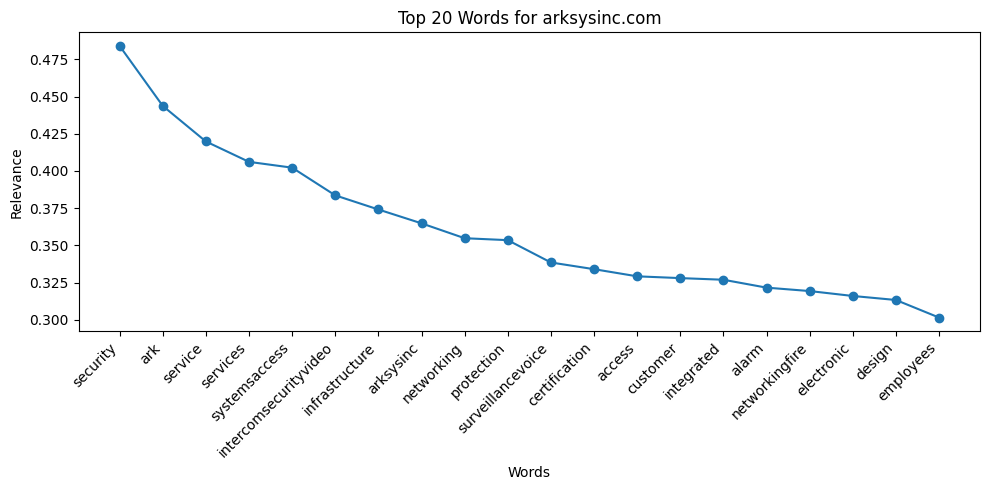 Top 20 Words for arksysinc.com
Relevance
0.475
0.450
0.425
0.400
0.375
0.350
0.325
0.300
security
ark
service
services
systemsaccess
intercomsecurityvideo
infrastructure
arksysinc
networking
protection
surveillancevoice
certification
access
customer
integrated
alarm
networkingfire
electronic
design
employees
Words